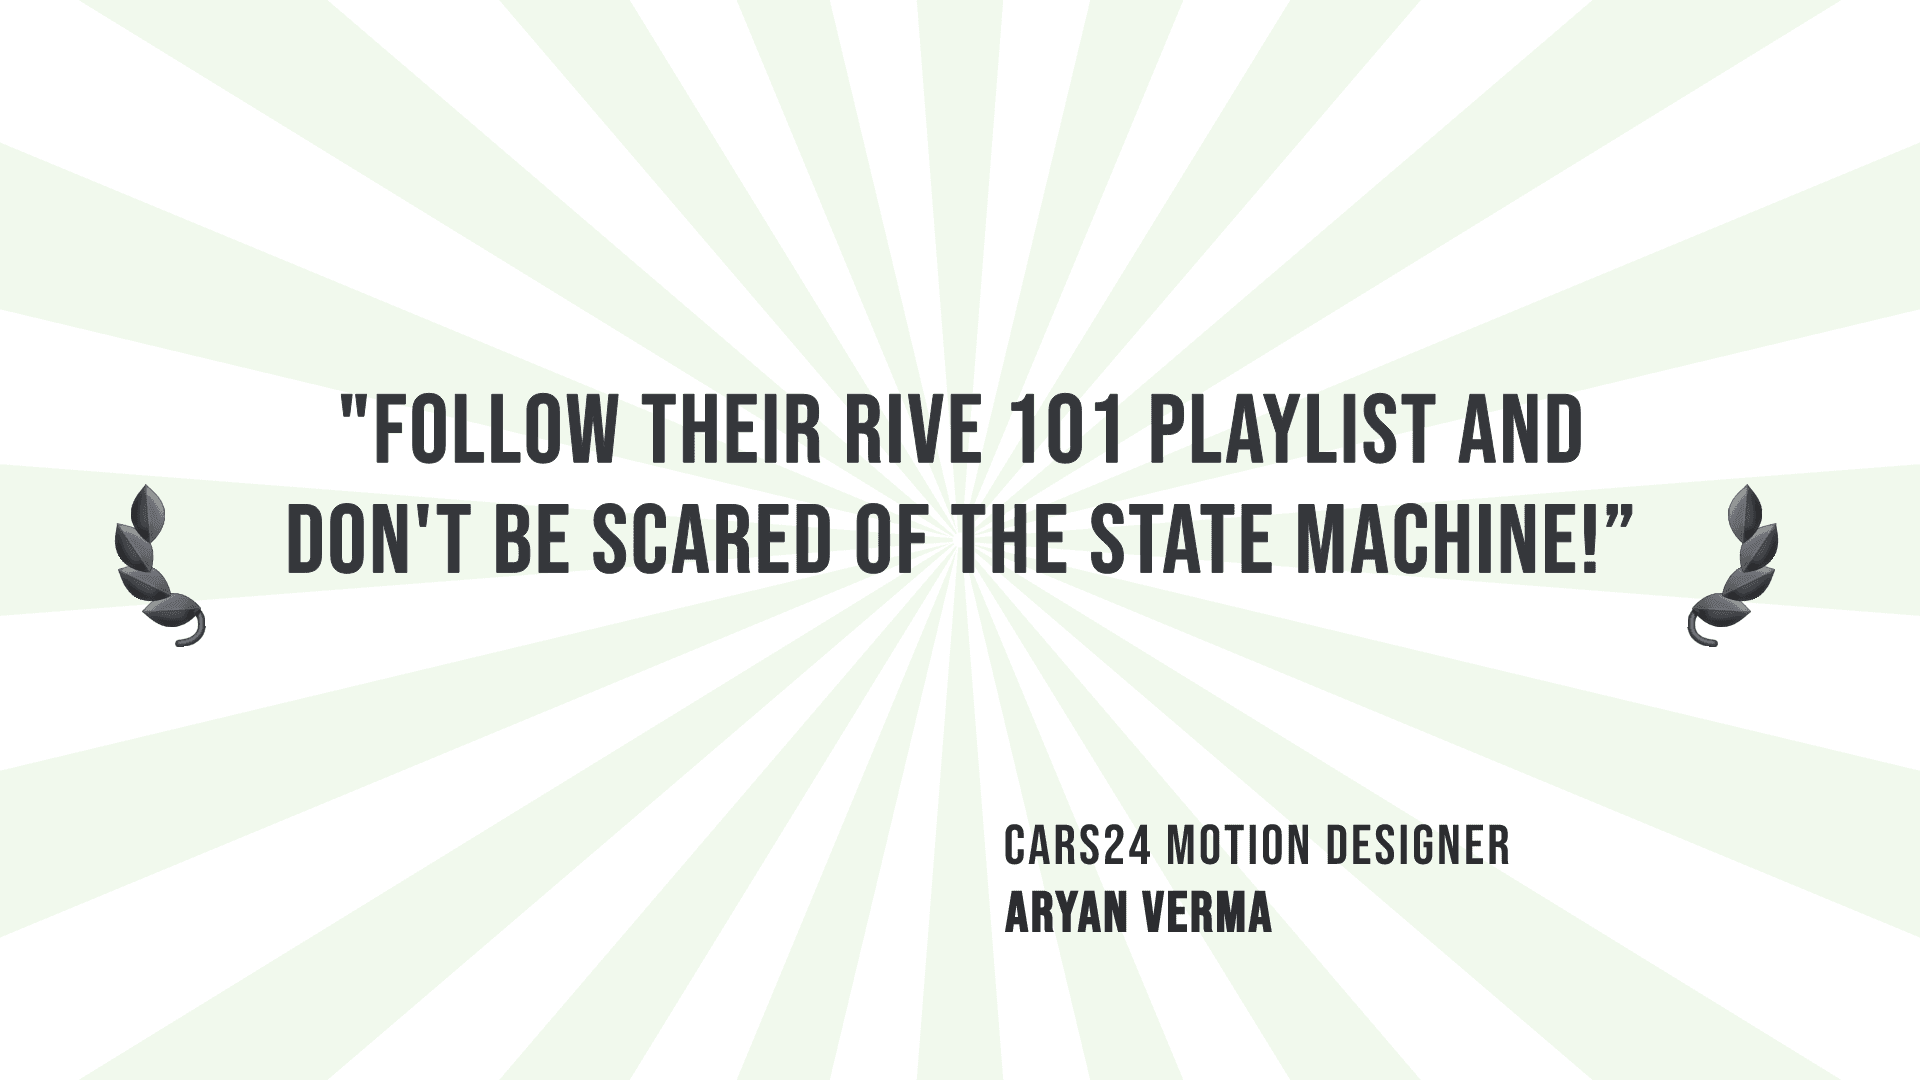 "FOLLOW THEIR RIVE 101 PLAYLIST AND
DON'T BE SCARED OF THE STATE MACHINE!”
CARS24 MOTION DESIGNER
ARYAN VERMA